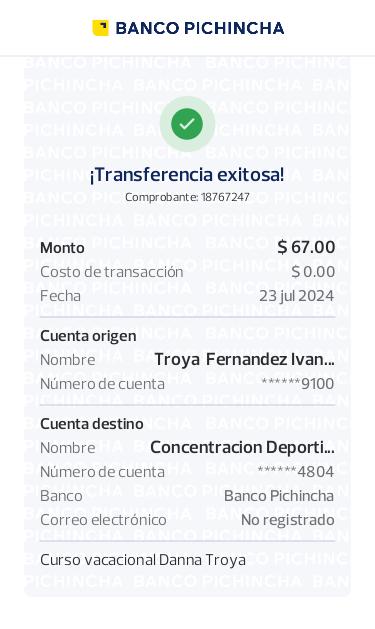 BANCO PICHINCHA
¡Transferencia exitosa!
Comprobante: 18767247
Monto $ 67.00
Costo de transacción $ 0.00
Fecha 23 jul 2024
Cuenta origen
Nombre Troya Fernandez Ivan...
Número de cuenta ******9100
Cuenta destino
Nombre Concentracion Deporti...
Número de cuenta ******4804
Banco Banco Pichincha
Correo electrónico No registrado
Curso vacacional Danna Troya